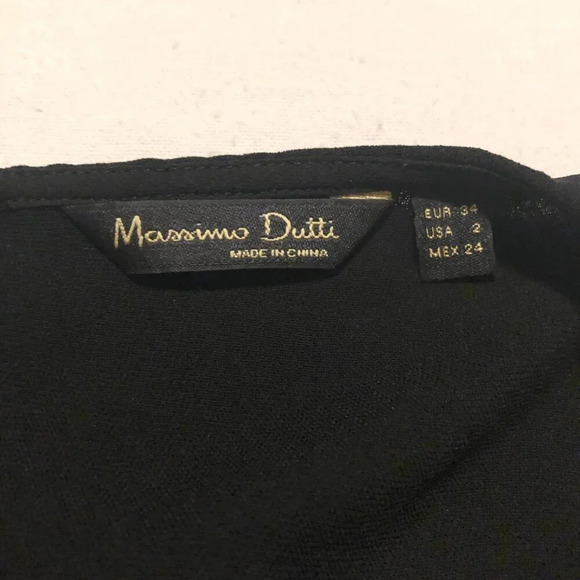 Massimo Dutti
MADE IN CHINA
EUR 34
USA 2
MEX 24